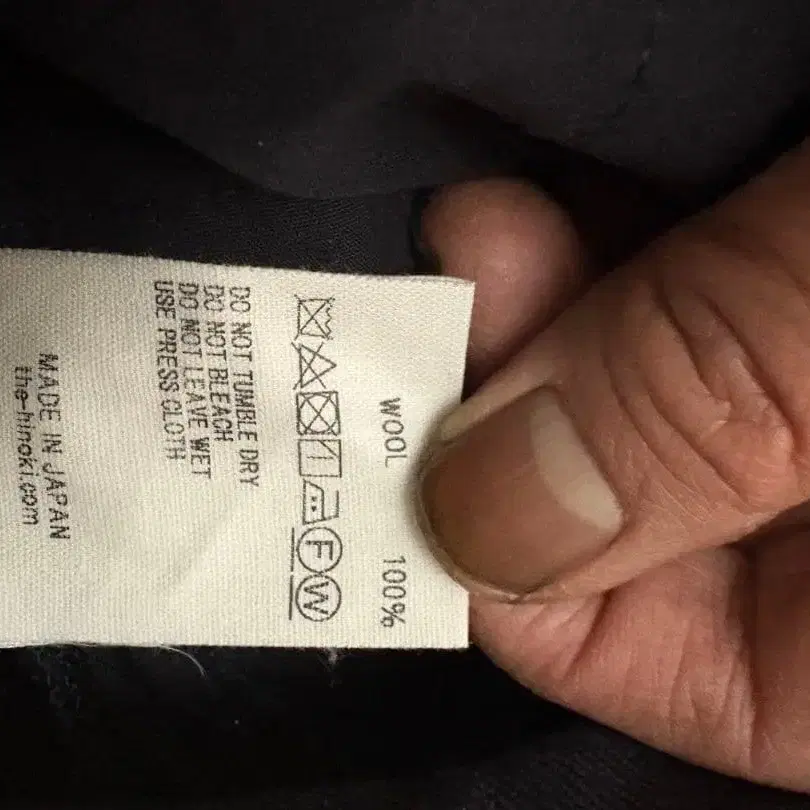 WOOL 100%
F W
DO NOT TUMBLE DRY
DO NOT BLEACH
DO NOT LEAVE WET
USE PRESS CLOTH
MADE IN JAPAN
the-hinoki.com